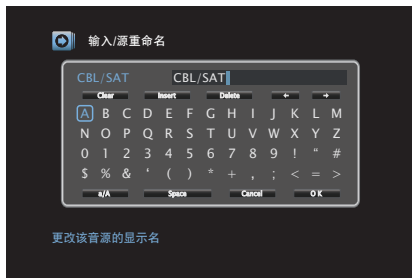 输入/源重命名
CBL/SAT CBL/SAT
Clear Insert Delete ← →
A B C D E F G H I J K L M
N O P Q R S T U V W X Y Z
0 1 2 3 4 5 6 7 8 9 ! “ #
$ % & ‘ ( ) * + , ; < = >
a/A Space Cancel OK
更改该音源的显示名